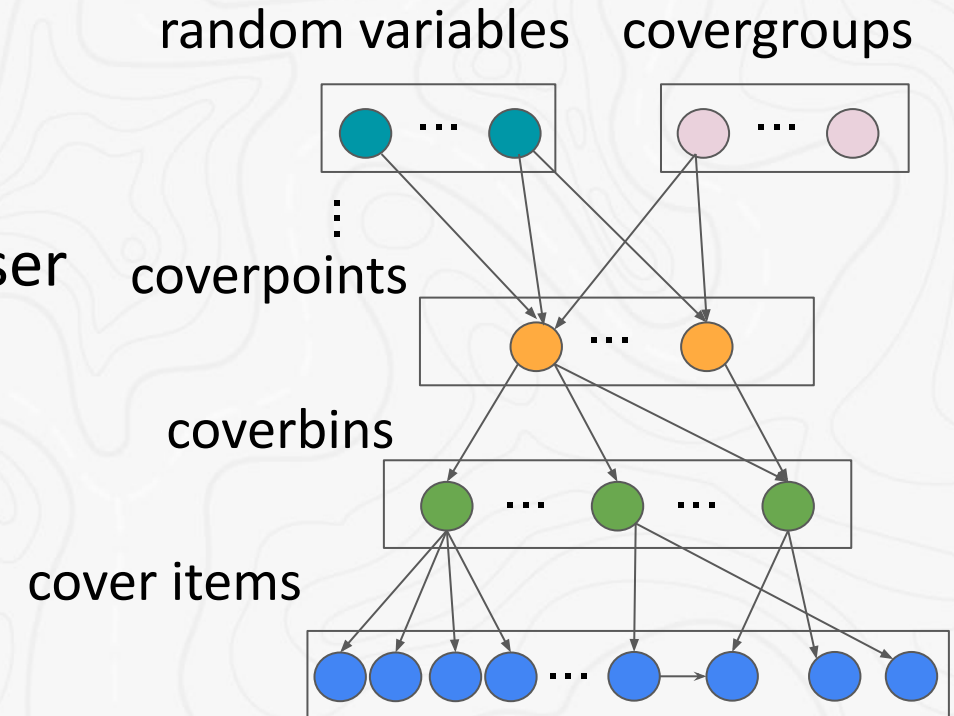 random variables covergroups
ser coverpoints
coverbins
cover items